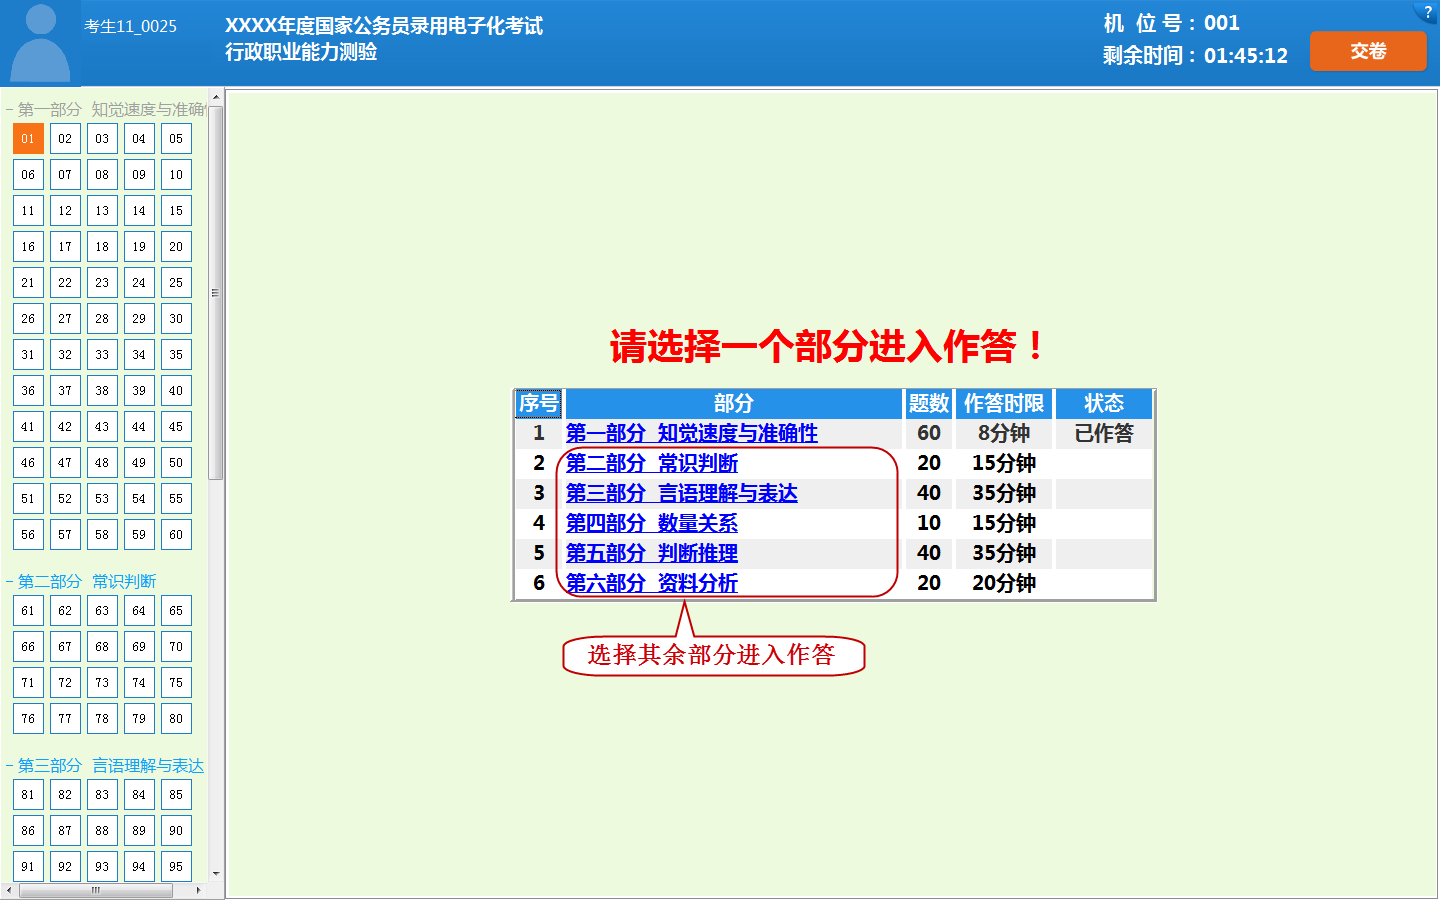 考生11_0025
XXXX年度国家公务员录用电子化考试
行政职业能力测验
机 位 号：001
剩余时间：01:45:12
?
交卷
第一部分 知觉速度与准确
01 02 03 04 05
06 07 08 09 10
11 12 13 14 15
16 17 18 19 20
21 22 23 24 25
26 27 28 29 30
31 32 33 34 35
36 37 38 39 40
41 42 43 44 45
46 47 48 49 50
51 52 53 54 55
56 57 58 59 60
第二部分 常识判断
61 62 63 64 65
66 67 68 69 70
71 72 73 74 75
76 77 78 79 80
第三部分 言语理解与表达
81 82 83 84 85
86 87 88 89 90
91 92 93 94 95
请选择一个部分进入作答！
序号 部分 题数 作答时限 状态
1 第一部分 知觉速度与准确性 60 8分钟 已作答
2 第二部分 常识判断 20 15分钟
3 第三部分 言语理解与表达 40 35分钟
4 第四部分 数量关系 10 15分钟
5 第五部分 判断推理 40 35分钟
6 第六部分 资料分析 20 20分钟
选择其余部分进入作答